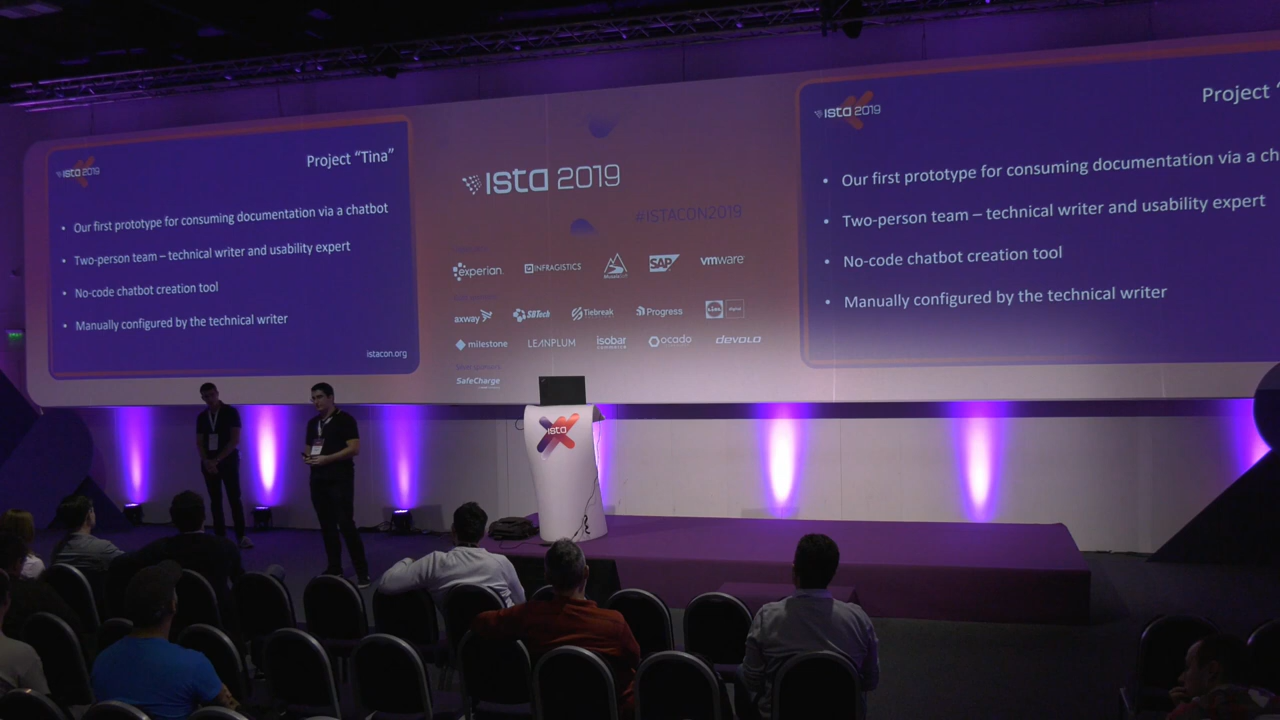 ista 2019
Project “Tina”
• Our first prototype for consuming documentation via a chatbot
• Two-person team – technical writer and usability expert
• No-code chatbot creation tool
• Manually configured by the technical writer
istacon.org
ista 2019
#ISTACON2019
experian.
INFRAGISTICS
SAP
vmware
axway
SBTech
Tiebreak
Progress
digital
milestone
LEANPLUM
isobar
commerce
ocado
devolo
SafeCharge
ista
ista 2019
Project “
• Our first prototype for consuming documentation via a ch
• Two-person team – technical writer and usability expert
• No-code chatbot creation tool
• Manually configured by the technical writer